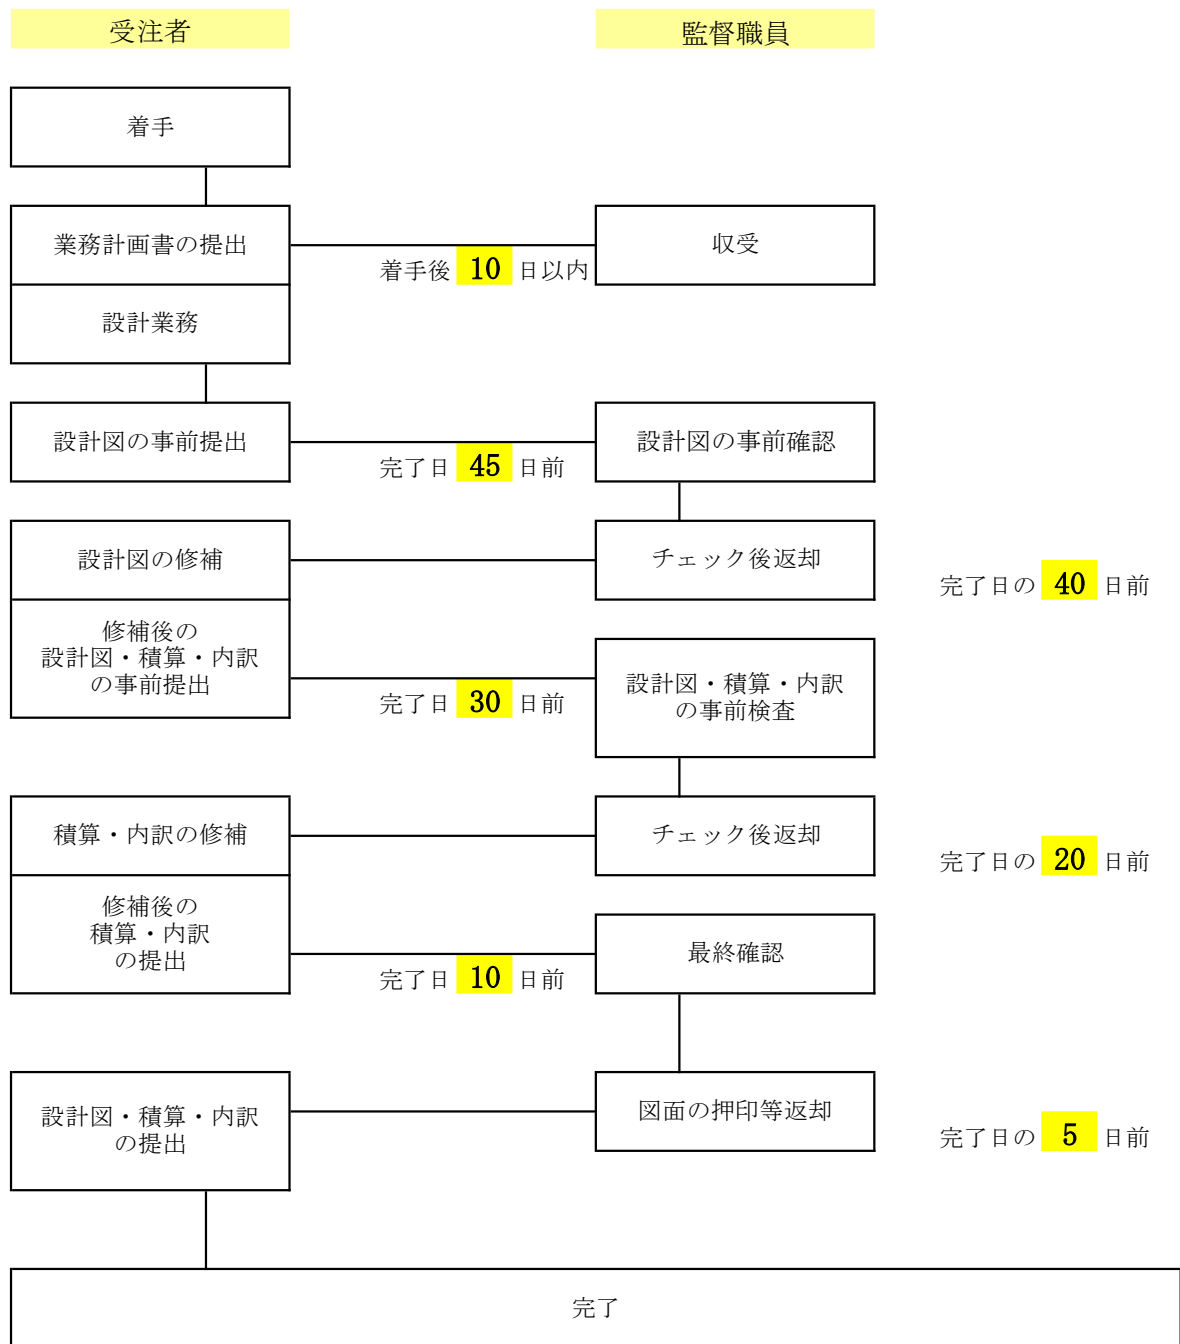 受注者
監督職員
着手
業務計画書の提出
収受
着手後 10 日以内
設計業務
設計図の事前提出
設計図の事前確認
完了日 45 日前
設計図の修補
チェック後返却
完了日の 40 日前
修補後の
設計図・積算・内訳
の事前提出
設計図・積算・内訳
の事前検査
完了日 30 日前
積算・内訳の修補
チェック後返却
完了日の 20 日前
修補後の
積算・内訳
の提出
最終確認
完了日 10 日前
設計図・積算・内訳
の提出
図面の押印等返却
完了日の 5 日前
完了